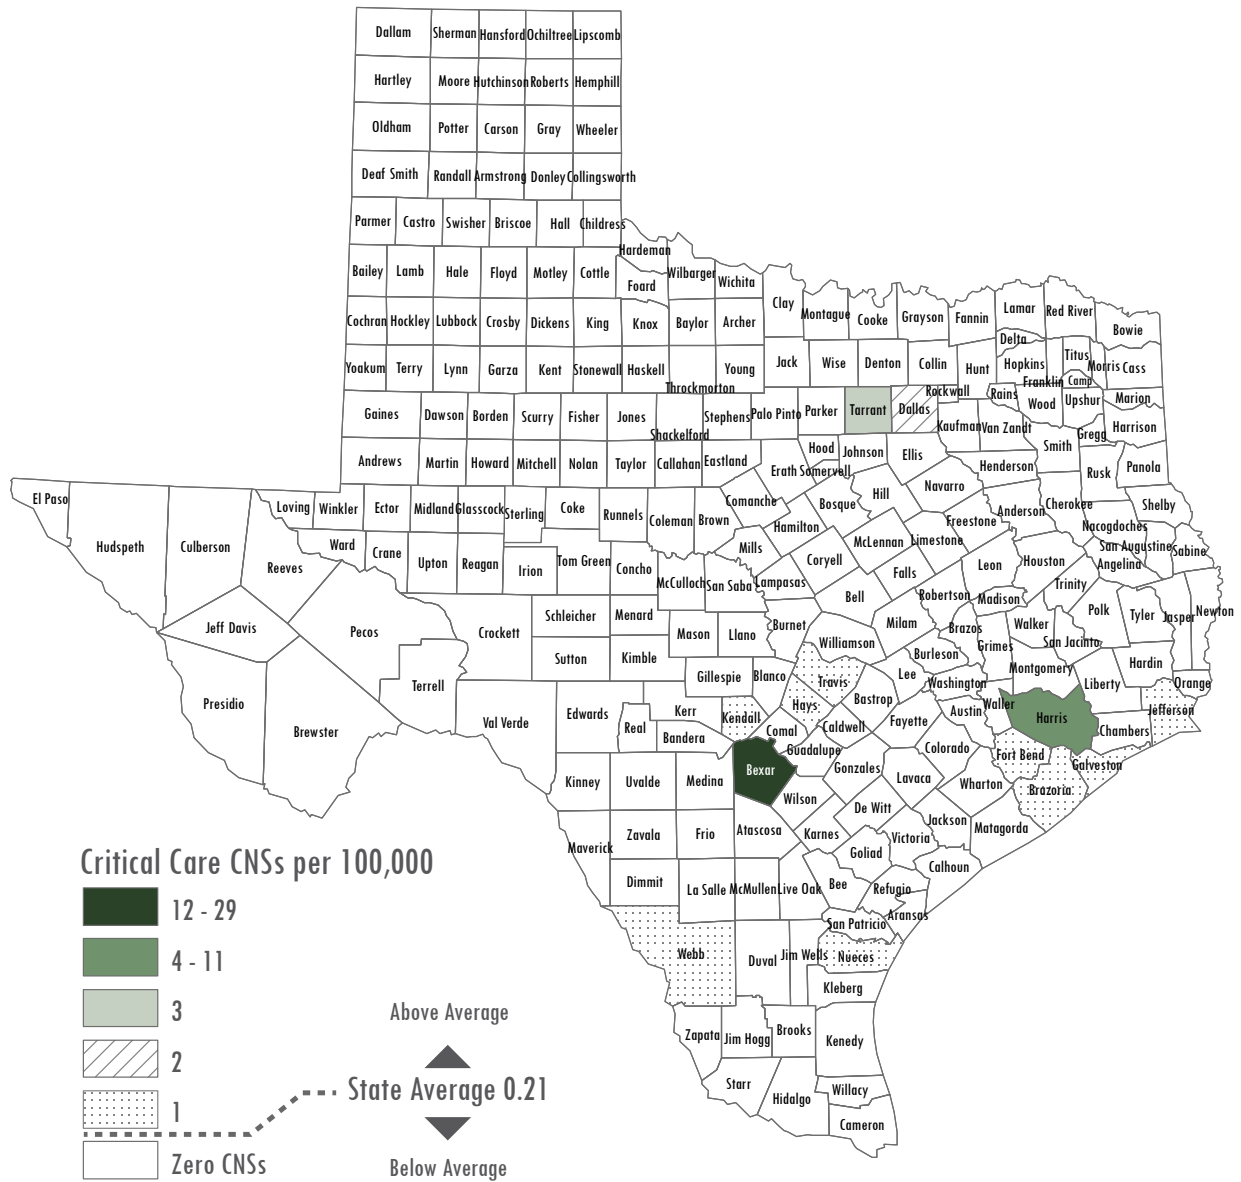 Dallam Sherman Hansford Ochiltree Lipscomb
Hartley Moore Hutchinson Roberts Hemphill
Oldham Potter Carson Gray Wheeler
Deaf Smith Randall Armstrong Donley Collingsworth
Parmer Castro Swisher Briscoe Hall Childress
Hardeman
Bailey Lamb Hale Floyd Motley Cottle Foard Wilbarger Wichita
Clay Montague Cooke Grayson Fannin Lamar Red River Bowie
Cochran Hockley Lubbock Crosby Dickens King Knox Baylor Archer
Delta
Yoakum Terry Lynn Garza Kent Stonewall Haskell Throckmorton Young Jack Wise Denton Collin Hunt Hopkins Franklin Titus Camp Morris Cass
Gaines Dawson Borden Scurry Fisher Jones Shackelford Stephens Palo Pinto Parker Tarrant Dallas Rockwall Kaufman Rains Van Zandt Wood Upshur Marion
Gregg Harrison
Andrews Martin Howard Mitchell Nolan Taylor Callahan Eastland Erath Hood Somervell Johnson Ellis Henderson Smith Rusk Panola
El Paso Hudspeth Culberson Reeves Loving Winkler Ector Midland Glasscock Sterling Coke Runnels Coleman Brown Comanche Hamilton Bosque Hill Navarro Freestone Anderson Cherokee Nacogdoches Shelby
Ward Crane Upton Reagan Irion Tom Green Concho McCulloch San Saba Mills Lampasas Coryell McLennan Limestone Falls Leon Houston Angelina San Augustine Sabine
Jeff Davis Pecos Crockett Schleicher Menard Mason Llano Burnet Bell Milam Robertson Madison Trinity Polk Tyler Jasper Newton
Brazos Grimes Walker San Jacinto
Presidio Brewster Terrell Sutton Kimble Gillespie Blanco Williamson Travis Lee Burleson Washington Montgomery Liberty Hardin Orange
Val Verde Edwards Real Kerr Bandera Kendall Comal Hays Caldwell Bastrop Fayette Austin Waller Harris Chambers Jefferson
Kinney Uvalde Medina Bexar Guadalupe Gonzales Lavaca Colorado Wharton Fort Bend Brazoria Galveston
Maverick Zavala Frio Atascosa Wilson Karnes De Witt Victoria Jackson Matagorda
Dimmit La Salle McMullen Live Oak Bee Goliad Refugio Calhoun
Aransas San Patricio
Webb Duval Jim Wells Nueces
Kleberg
Zapata Jim Hogg Brooks Kenedy
Starr Hidalgo Willacy
Cameron
Critical Care CNSs per 100,000
12 - 29
4 - 11
3
2
1
Zero CNSs
Above Average
State Average 0.21
Below Average